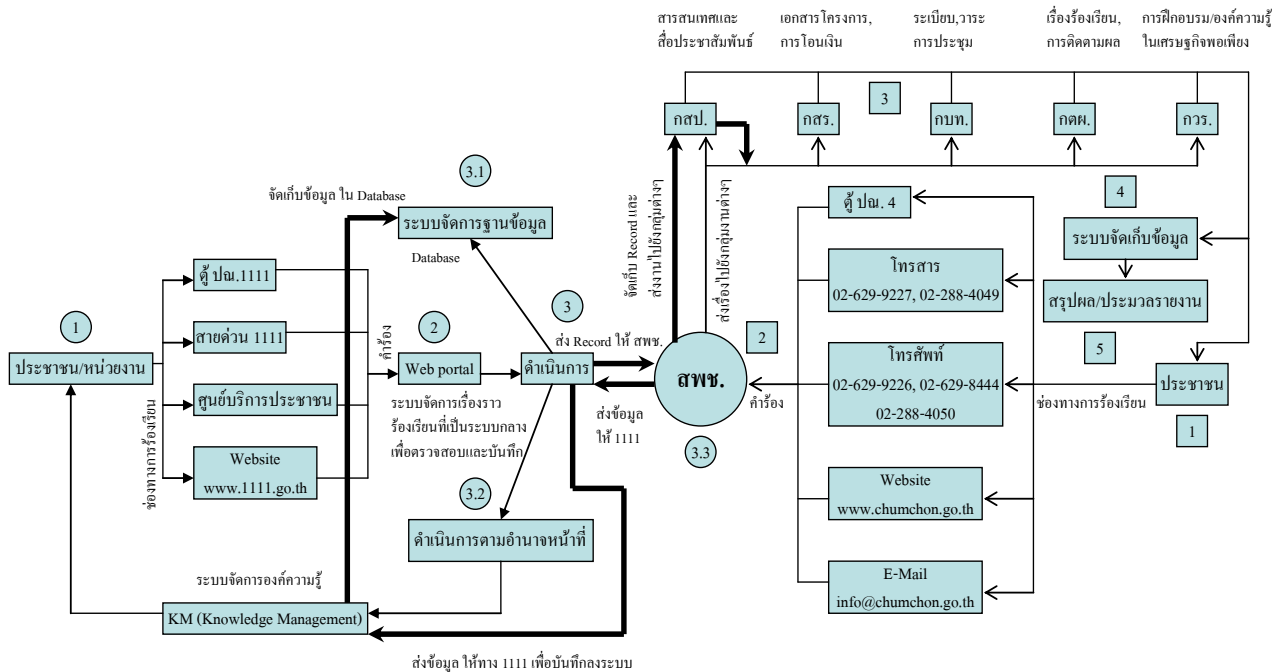 สารสนเทศและ
สื่อประชาสัมพันธ์
เอกสารโครงการ,
การโอนเงิน
ระเบียบ,วาระ
การประชุม
เรื่องร้องเรียน,
การติดตามผล
การฝึกอบรม/องค์ความรู้
ในเศรษฐกิจพอเพียง
3
กสป.
กสร.
กบท.
กตผ.
กวร.
3.1
จัดเก็บข้อมูล ใน Database
ระบบจัดการฐานข้อมูล
Database
จัดเก็บ Record และ
ส่งงานไปยังกลุ่มต่างๆ
ส่งเรื่องไปยังกลุ่มงานต่างๆ
ตู้ ปณ. 4
4
ระบบจัดเก็บข้อมูล
สรุปผล/ประมวลรายงาน
5
โทรสาร
02-629-9227, 02-288-4049
ตู้ ปณ.1111
1
สายด่วน 1111
ประชาชน/หน่วยงาน
ศูนย์บริการประชาชน
Website
www.1111.go.th
ช่องทางการร้องเรียน
คำร้อง
2
Web portal
ระบบจัดการเรื่องราว
ร้องเรียนที่เป็นระบบกลาง
เพื่อตรวจสอบและบันทึก
3
ดำเนินการ
ส่ง Record ให้ สพช.
ส่งข้อมูล
ให้ 1111
สพช.
2
3.3
คำร้อง
โทรศัพท์
02-629-9226, 02-629-8444
02-288-4050
ช่องทางการร้องเรียน
ประชาชน
1
3.2
ดำเนินการตามอำนาจหน้าที่
Website
www.chumchon.go.th
E-Mail
info@chumchon.go.th
ระบบจัดการองค์ความรู้
KM (Knowledge Management)
ส่งข้อมูล ให้ทาง 1111 เพื่อบันทึกลงระบบ